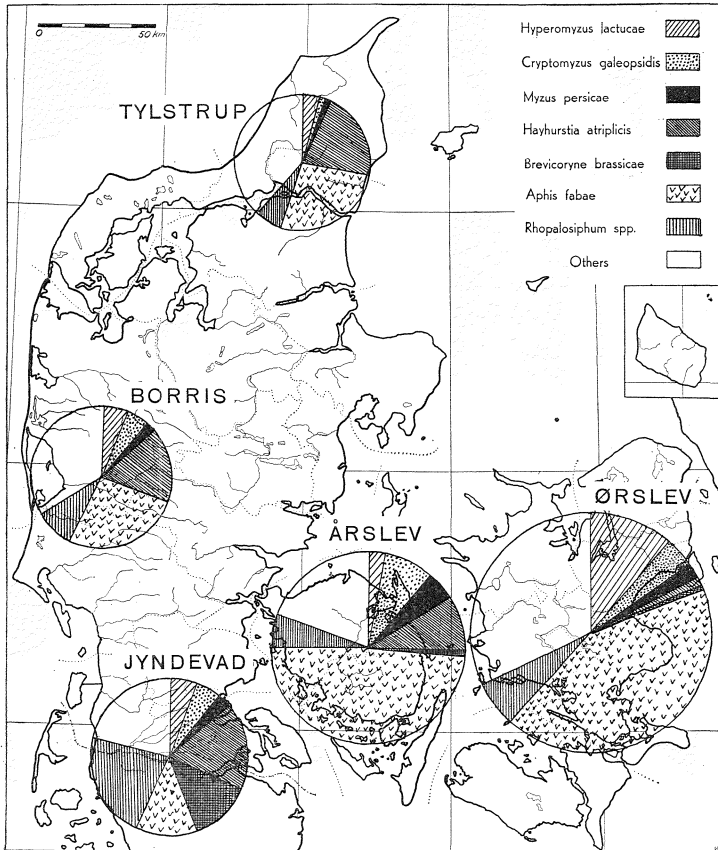 0 50 km
Hyperomyzus lactucae
Cryptomyzus galeopsidis
Myzus persicae
Hayhurstia atriplicis
Brevicoryne brassicae
Aphis fabae
Rhopalosiphum spp.
Others
TYLSTRUP
BORRIS
ØRSLEV
ÅRSLEV
JYNDEVAD